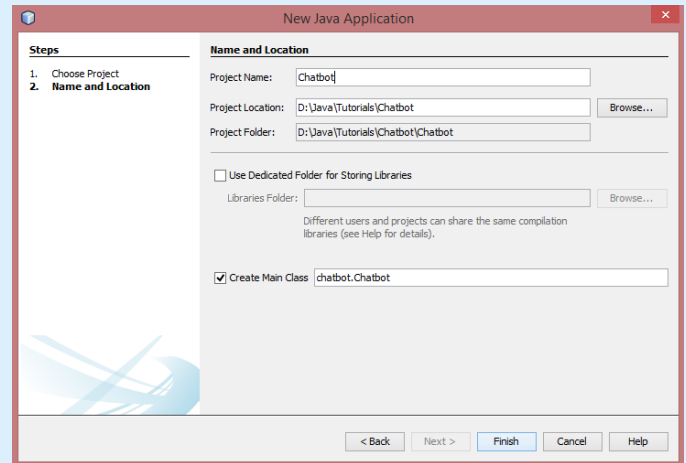 New Java Application
×
Steps
1. Choose Project
2. Name and Location
Name and Location
Project Name: Chatbot
Project Location: D:\Java\Tutorials\Chatbot Browse...
Project Folder: D:\Java\Tutorials\Chatbot\Chatbot
Use Dedicated Folder for Storing Libraries
Libraries Folder: Browse...
Different users and projects can share the same compilation
libraries (see Help for details).
Create Main Class chatbot.Chatbot
< Back Next > Finish Cancel Help